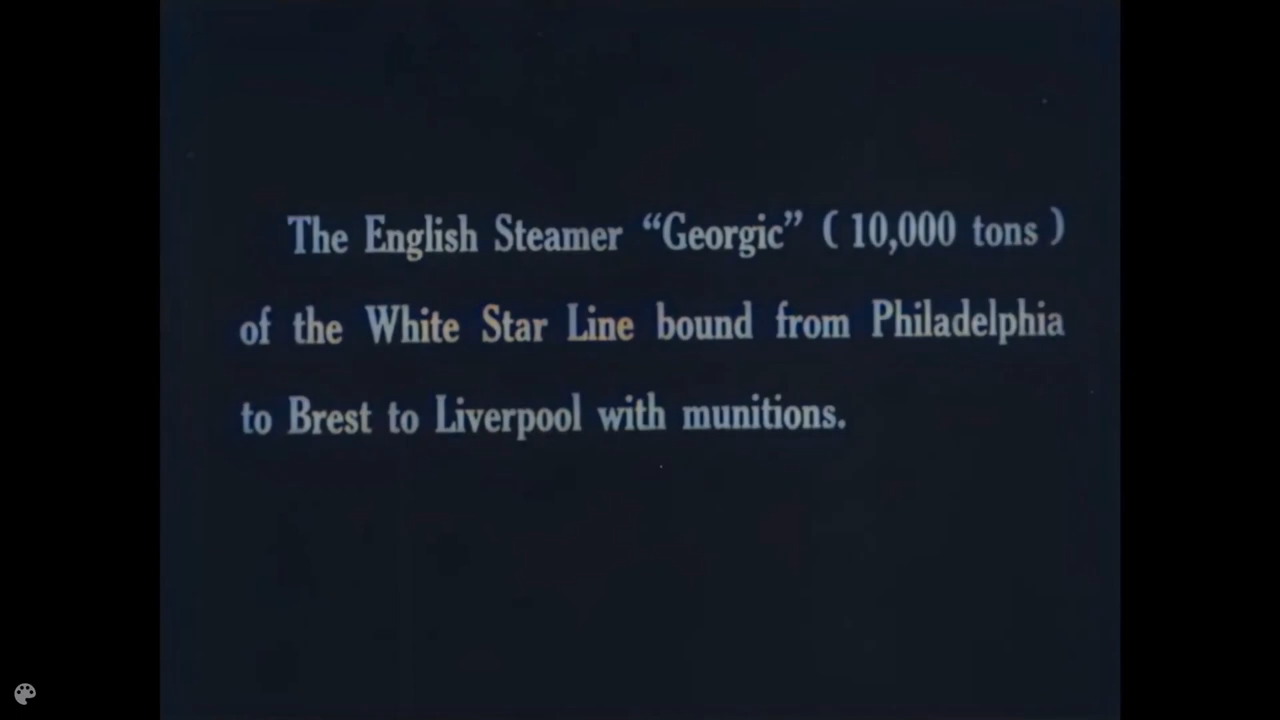 The English Steamer “Georgic” ( 10,000 tons )
of the White Star Line bound from Philadelphia
to Brest to Liverpool with munitions.